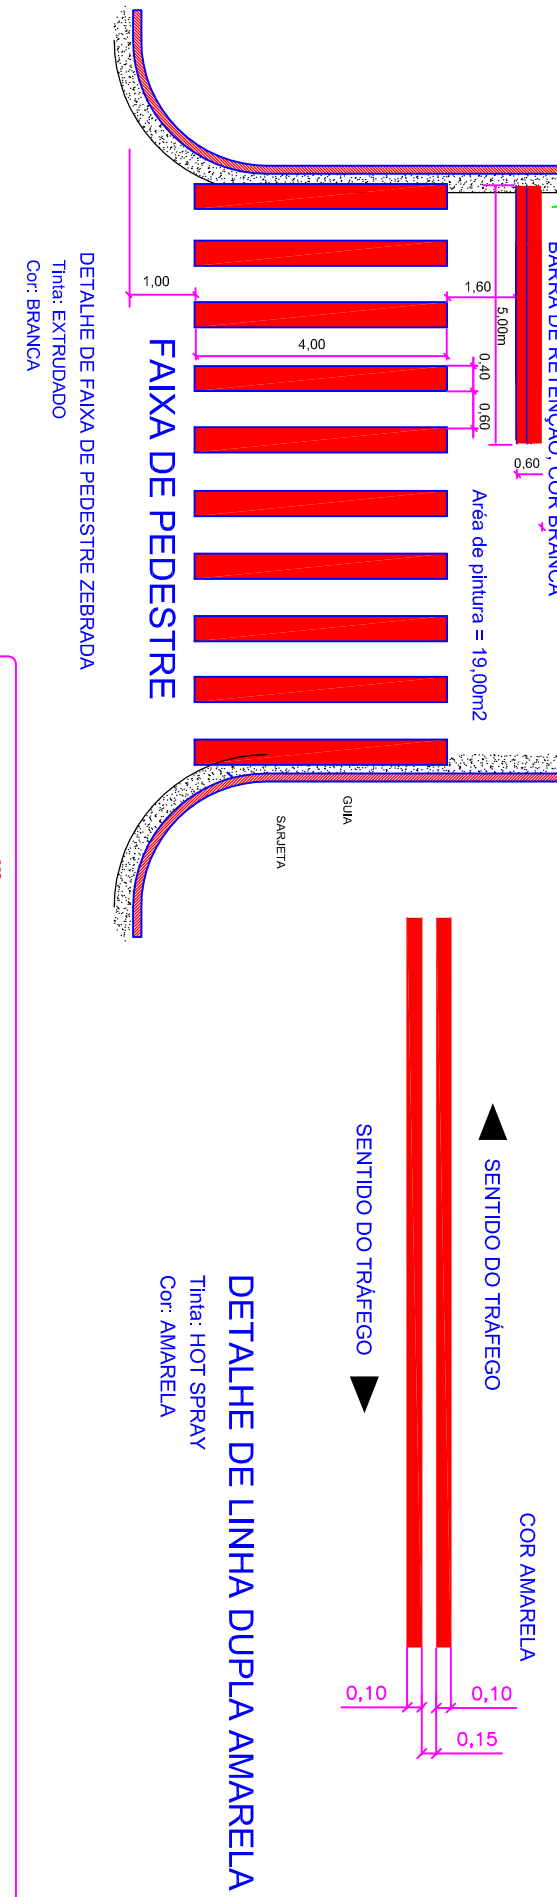 BARRA DE RETENÇÃO, COR BRANCA
5,00m
1,60
0,60
0,40
0,60
4,00
1,00
Aréa de pintura = 19,00m2
FAIXA DE PEDESTRE
DETALHE DE FAIXA DE PEDESTRE ZEBRADA
Tinta: EXTRUDADO
Cor: BRANCA
GUIA
SARJETA
COR AMARELA
SENTIDO DO TRÁFEGO
SENTIDO DO TRÁFEGO
0,10
0,10
0,15
DETALHE DE LINHA DUPLA AMARELA
Tinta: HOT SPRAY
Cor: AMARELA